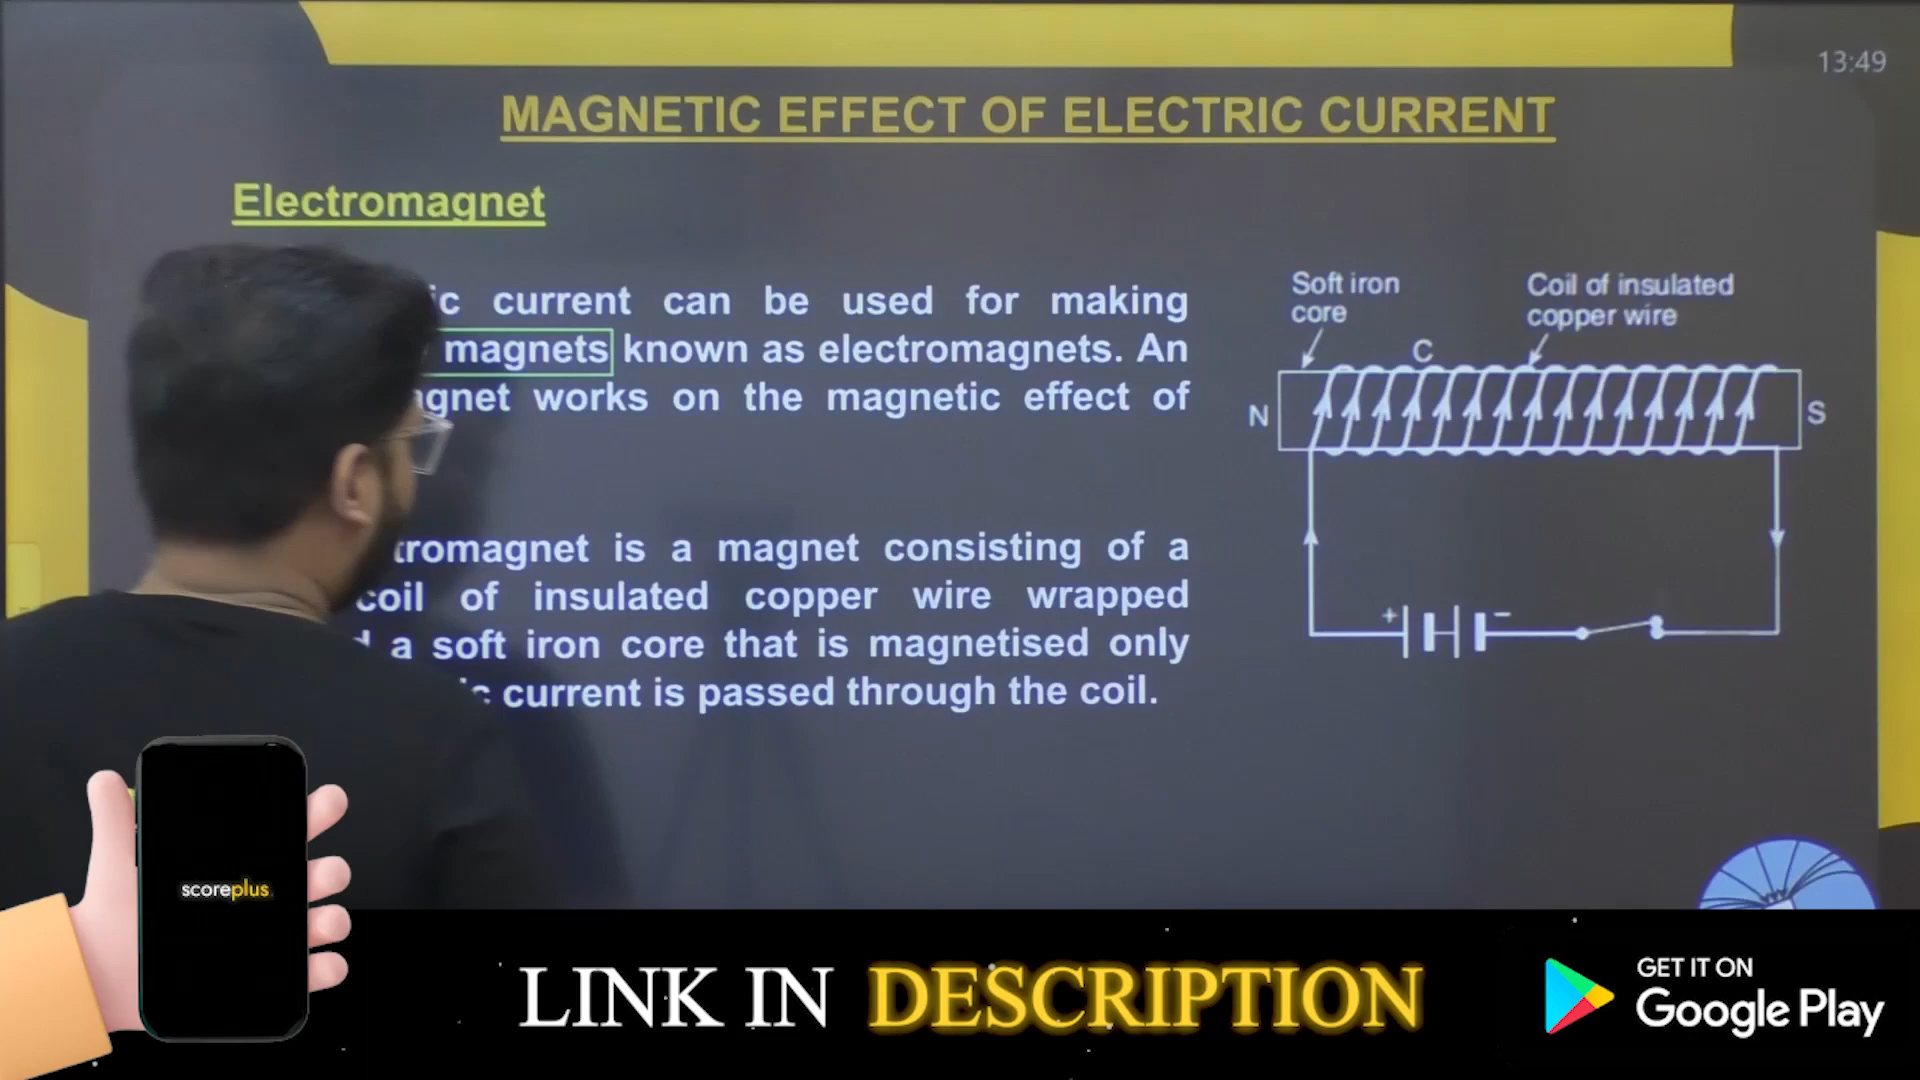 13:49
MAGNETIC EFFECT OF ELECTRIC CURRENT
Electromagnet
ic current can be used for making
magnets known as electromagnets. An
gnet works on the magnetic effect of
tromagnet is a magnet consisting of a
coil of insulated copper wire wrapped
a soft iron core that is magnetised only
c current is passed through the coil.
Soft iron
core
Coil of insulated
copper wire
C
N
S
+
−
scoreplus
LINK IN DESCRIPTION
GET IT ON
Google Play